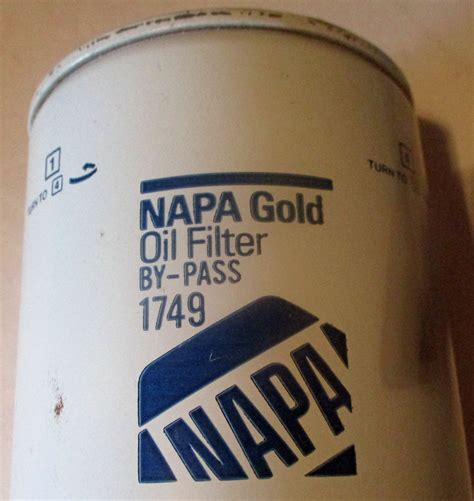 1
TURN TO 4
NAPA Gold
Oil Filter
BY-PASS
1749
NAPA
TURN TO